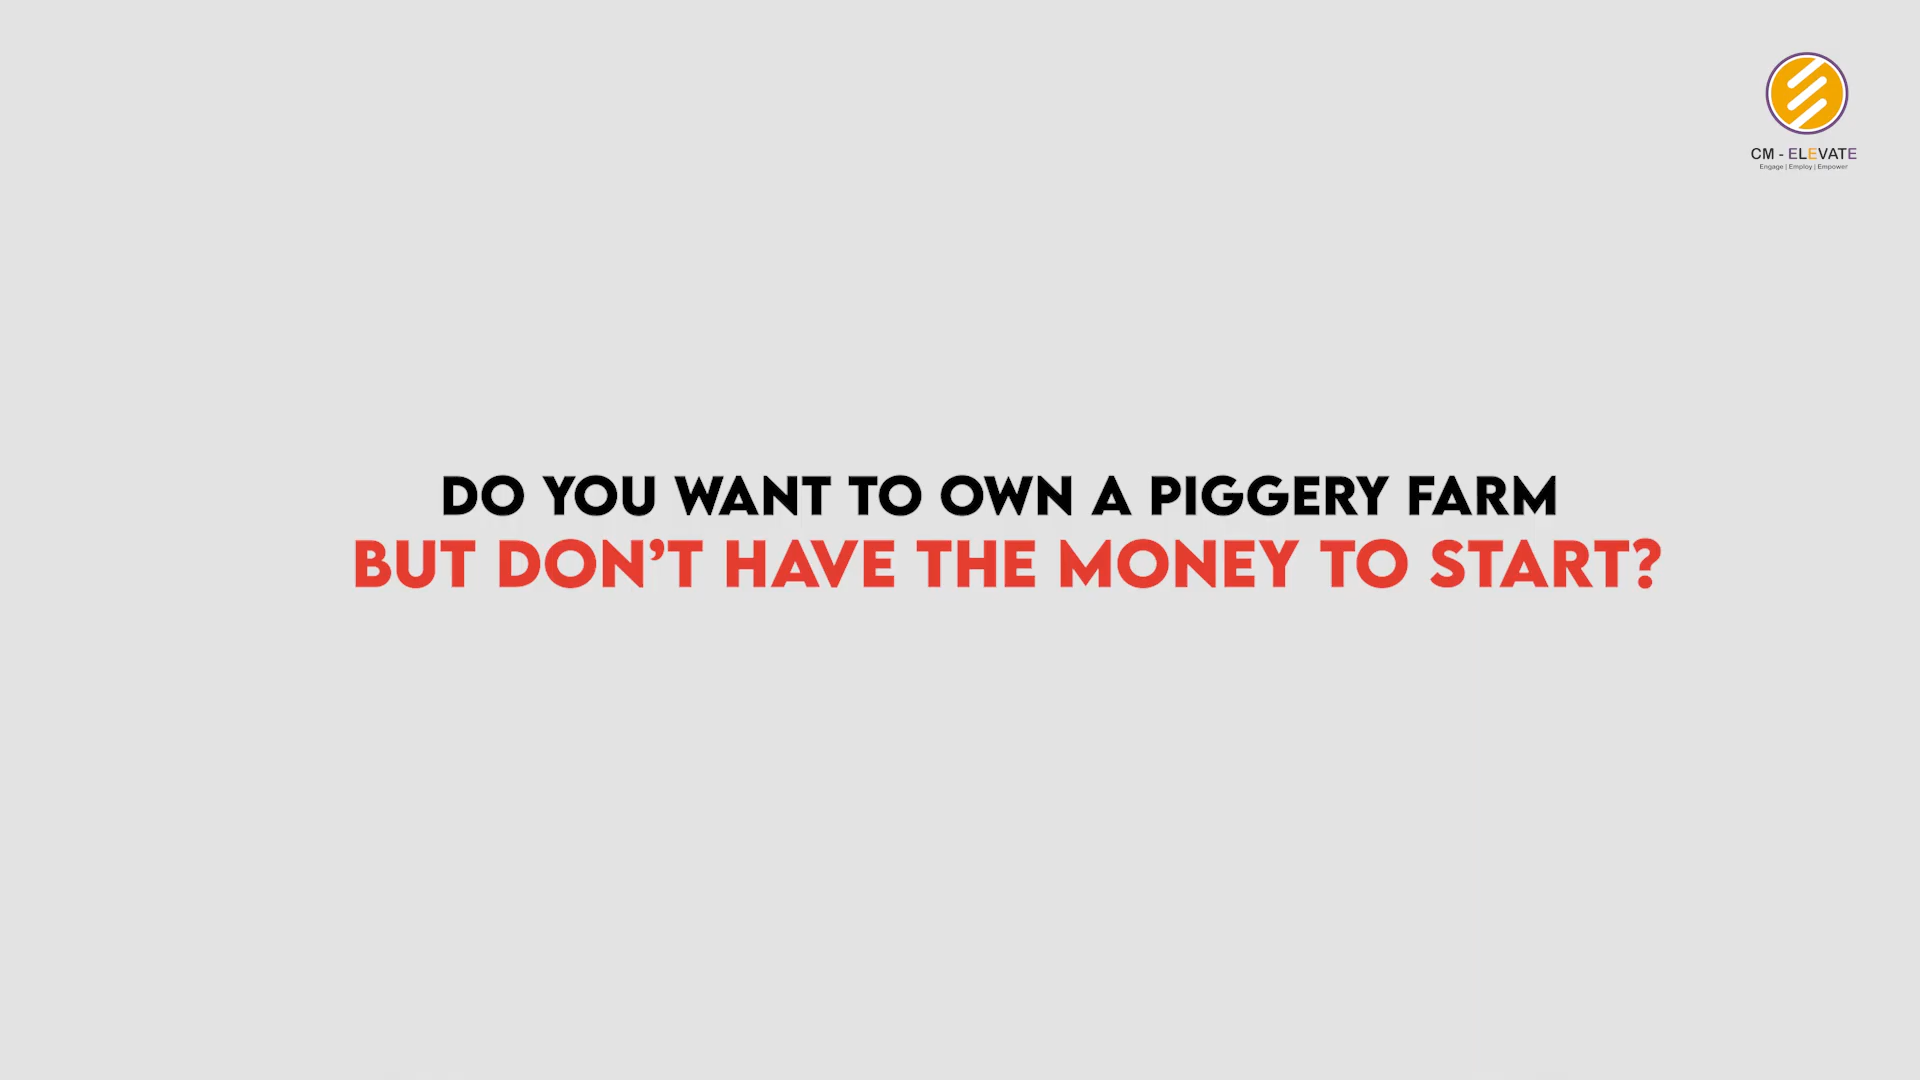 CM - ELEVATE
Engage | Employ | Empower
DO YOU WANT TO OWN A PIGGERY FARM
BUT DON’T HAVE THE MONEY TO START?